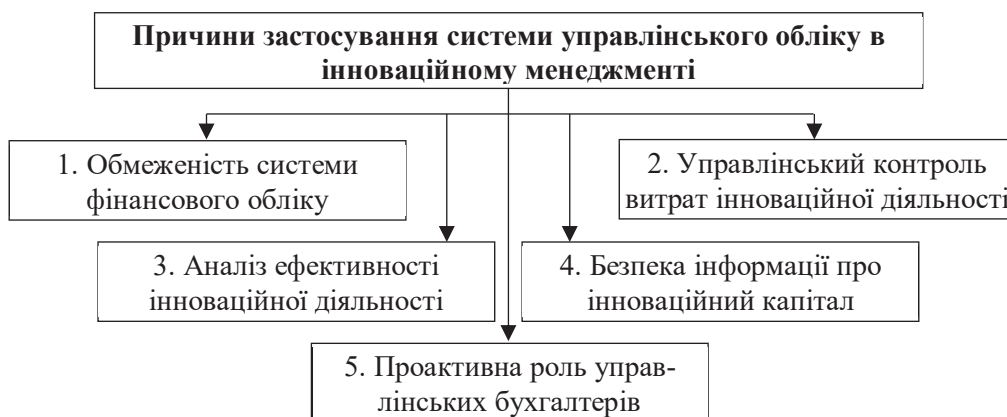 Причини застосування системи управлінського обліку в
інноваційному менеджменті
1. Обмеженість системи
фінансового обліку
2. Управлінський контроль
витрат інноваційної діяльності
3. Аналіз ефективності
інноваційної діяльності
4. Безпека інформації про
інноваційний капітал
5. Проактивна роль управ-
лінських бухгалтерів